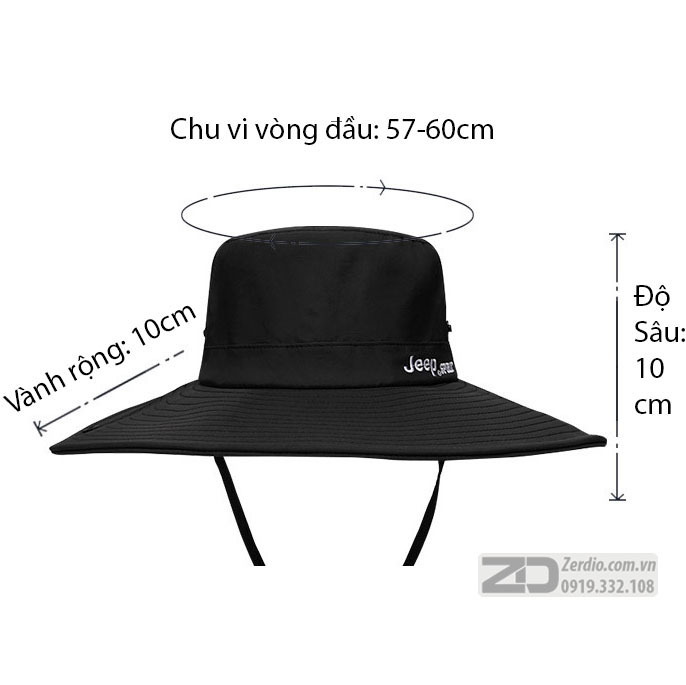 Chu vi vòng đầu: 57-60cm
Vành rộng: 10cm
Độ
Sâu:
10
cm
Jeep
ZD Zerdio.com.vn
0919.332.108